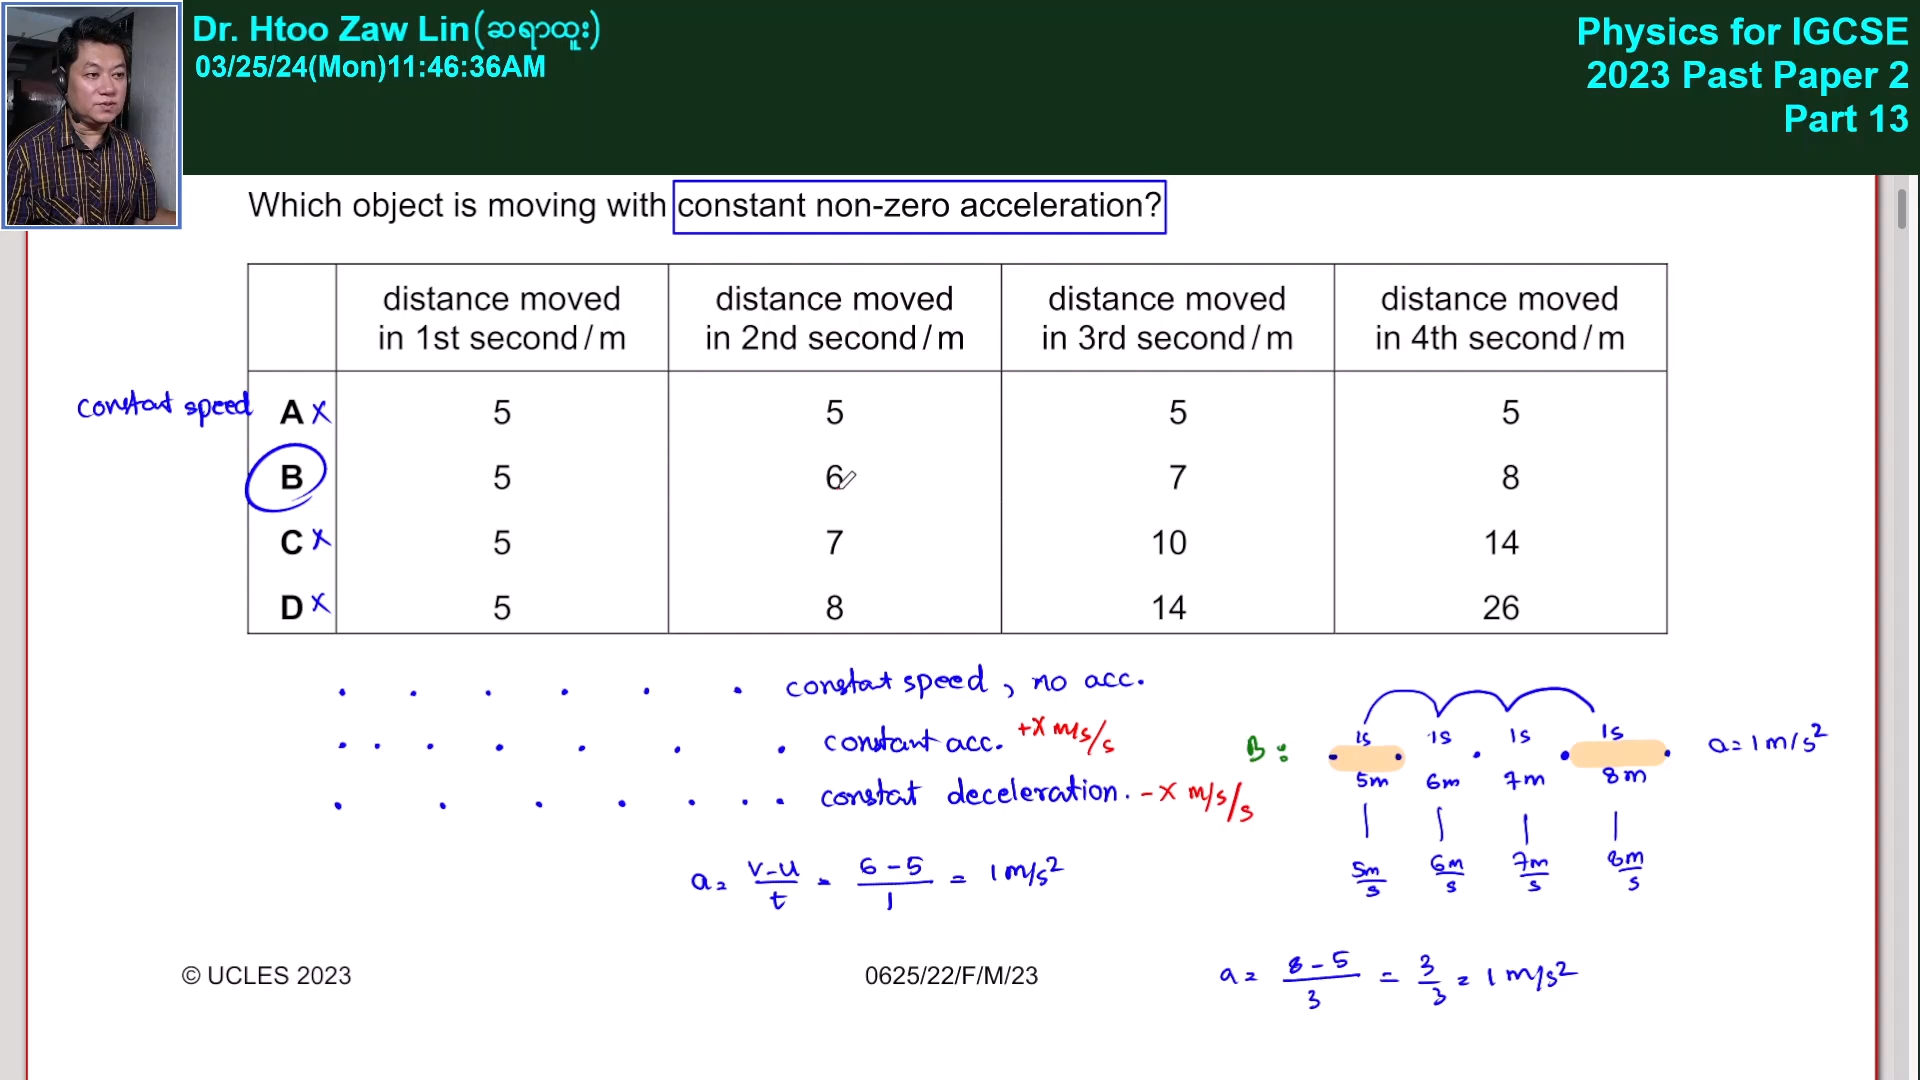 Dr. Htoo Zaw Lin(ဆရာထူး)
03/25/24(Mon)11:46:36AM
Physics for IGCSE
2023 Past Paper 2
Part 13
Which object is moving with constant non-zero acceleration?
distance moved in 1st second / m
distance moved in 2nd second / m
distance moved in 3rd second / m
distance moved in 4th second / m
constat speed A x 5 5 5 5
B 5 6 7 8
C x 5 7 10 14
D x 5 8 14 26
constat speed, no acc.
constant acc. +x m/s/s
constat deceleration. -x m/s/s
a = v-u / t = 6-5 / 1 = 1 m/s²
B: 1s 1s 1s 1s a = 1 m/s²
5m 6m 7m 8m
5m/s 6m/s 7m/s 8m/s
a = 8-5 / 3 = 3/3 = 1 m/s²
© UCLES 2023
0625/22/F/M/23